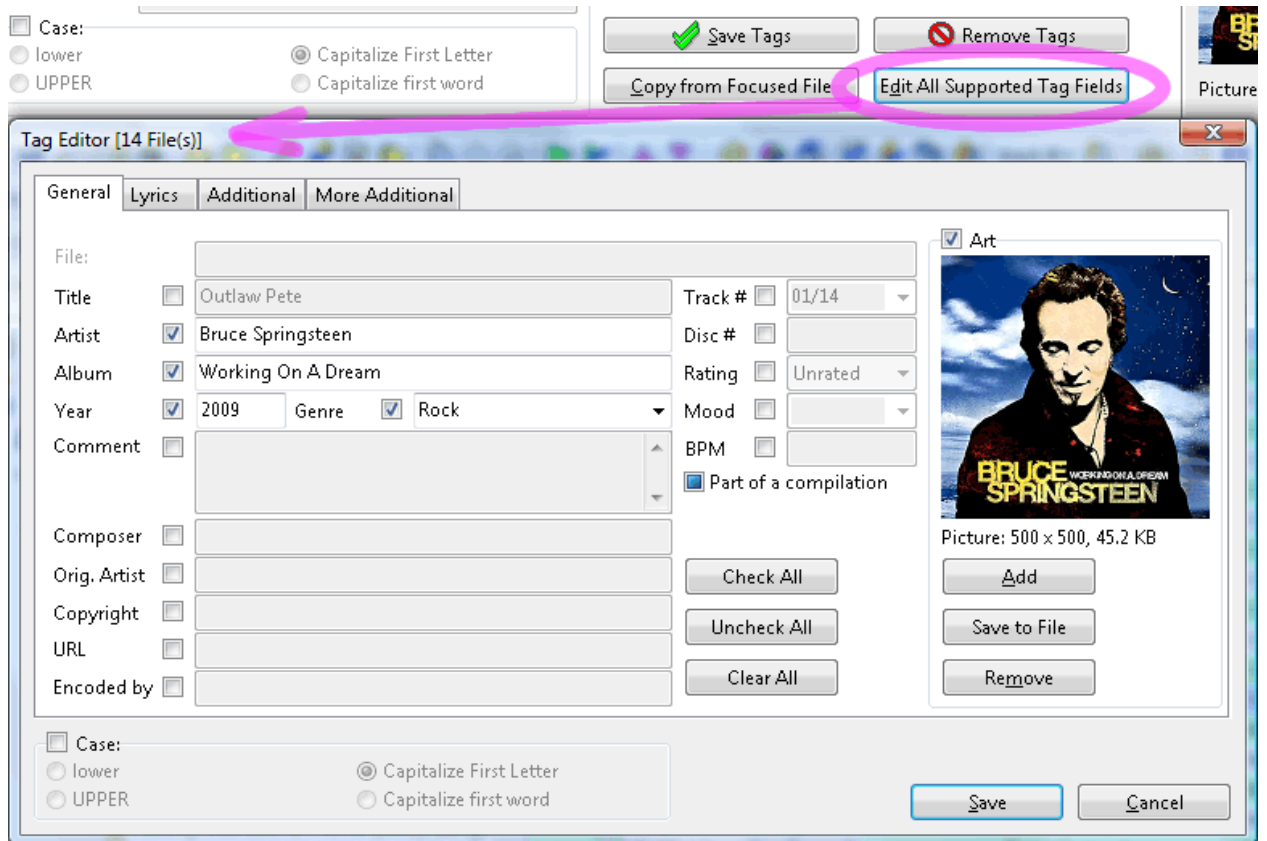 Case:
lower Capitalize First Letter
UPPER Capitalize first word
Save Tags Remove Tags
Copy from Focused File Edit All Supported Tag Fields
Picture
Tag Editor [14 File(s)]
General Lyrics Additional More Additional
File:
Title Outlaw Pete Track # 01/14
Artist Bruce Springsteen Disc #
Album Working On A Dream Rating Unrated
Year 2009 Genre Rock Mood
Comment BPM
Part of a compilation
Composer
Orig. Artist
Copyright
URL
Encoded by
Check All
Uncheck All
Clear All
Art
BRUCE WORKING ON A DREAM
SPRINGSTEEN
Picture: 500 x 500, 45.2 KB
Add
Save to File
Remove
Case:
lower Capitalize First Letter
UPPER Capitalize first word
Save Cancel